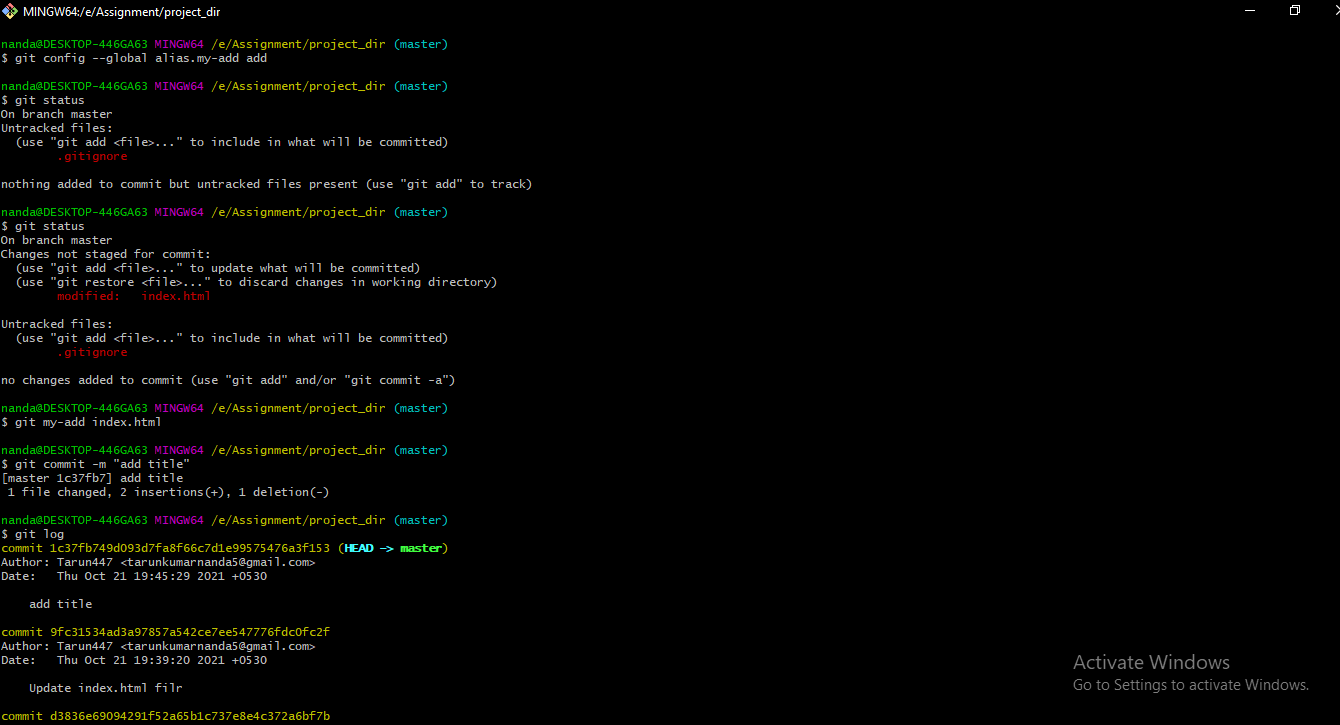 MINGW64:/e/Assignment/project_dir
nanda@DESKTOP-446GA63 MINGW64 /e/Assignment/project_dir (master)
$ git config --global alias.my-add add
nanda@DESKTOP-446GA63 MINGW64 /e/Assignment/project_dir (master)
$ git status
On branch master
Untracked files:
  (use "git add <file>..." to include in what will be committed)
        .gitignore
nothing added to commit but untracked files present (use "git add" to track)
nanda@DESKTOP-446GA63 MINGW64 /e/Assignment/project_dir (master)
$ git status
On branch master
Changes not staged for commit:
  (use "git add <file>..." to update what will be committed)
  (use "git restore <file>..." to discard changes in working directory)
        modified:   index.html
Untracked files:
  (use "git add <file>..." to include in what will be committed)
        .gitignore
no changes added to commit (use "git add" and/or "git commit -a")
nanda@DESKTOP-446GA63 MINGW64 /e/Assignment/project_dir (master)
$ git my-add index.html
nanda@DESKTOP-446GA63 MINGW64 /e/Assignment/project_dir (master)
$ git commit -m "add title"
[master 1c37fb7] add title
 1 file changed, 2 insertions(+), 1 deletion(-)
nanda@DESKTOP-446GA63 MINGW64 /e/Assignment/project_dir (master)
$ git log
commit 1c37fb749d093d7fa8f66c7d1e99575476a3f153 (HEAD -> master)
Author: Tarun447 <tarunkumarnanda5@gmail.com>
Date:   Thu Oct 21 19:45:29 2021 +0530
    add title
commit 9fc31534ad3a97857a542ce7ee547776fdc0fc2f
Author: Tarun447 <tarunkumarnanda5@gmail.com>
Date:   Thu Oct 21 19:39:20 2021 +0530
    Update index.html filr
commit d3836e69094291f52a65b1c737e8e4c372a6bf7b
Activate Windows
Go to Settings to activate Windows.